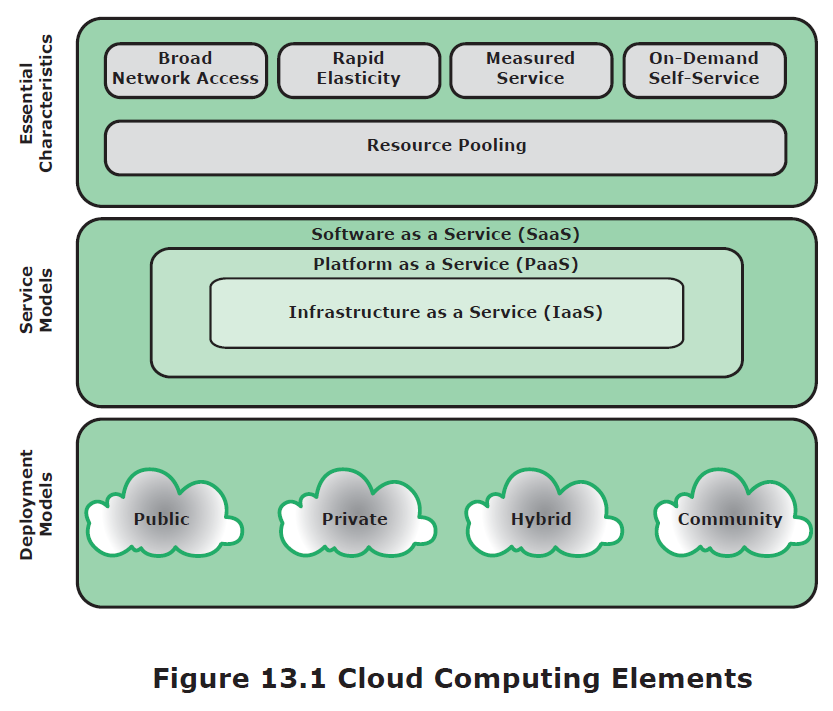 Essential
Characteristics
Broad
Network Access
Rapid
Elasticity
Measured
Service
On-Demand
Self-Service
Resource Pooling
Service
Models
Software as a Service (SaaS)
Platform as a Service (PaaS)
Infrastructure as a Service (IaaS)
Deployment
Models
Public
Private
Hybrid
Community
Figure 13.1 Cloud Computing Elements